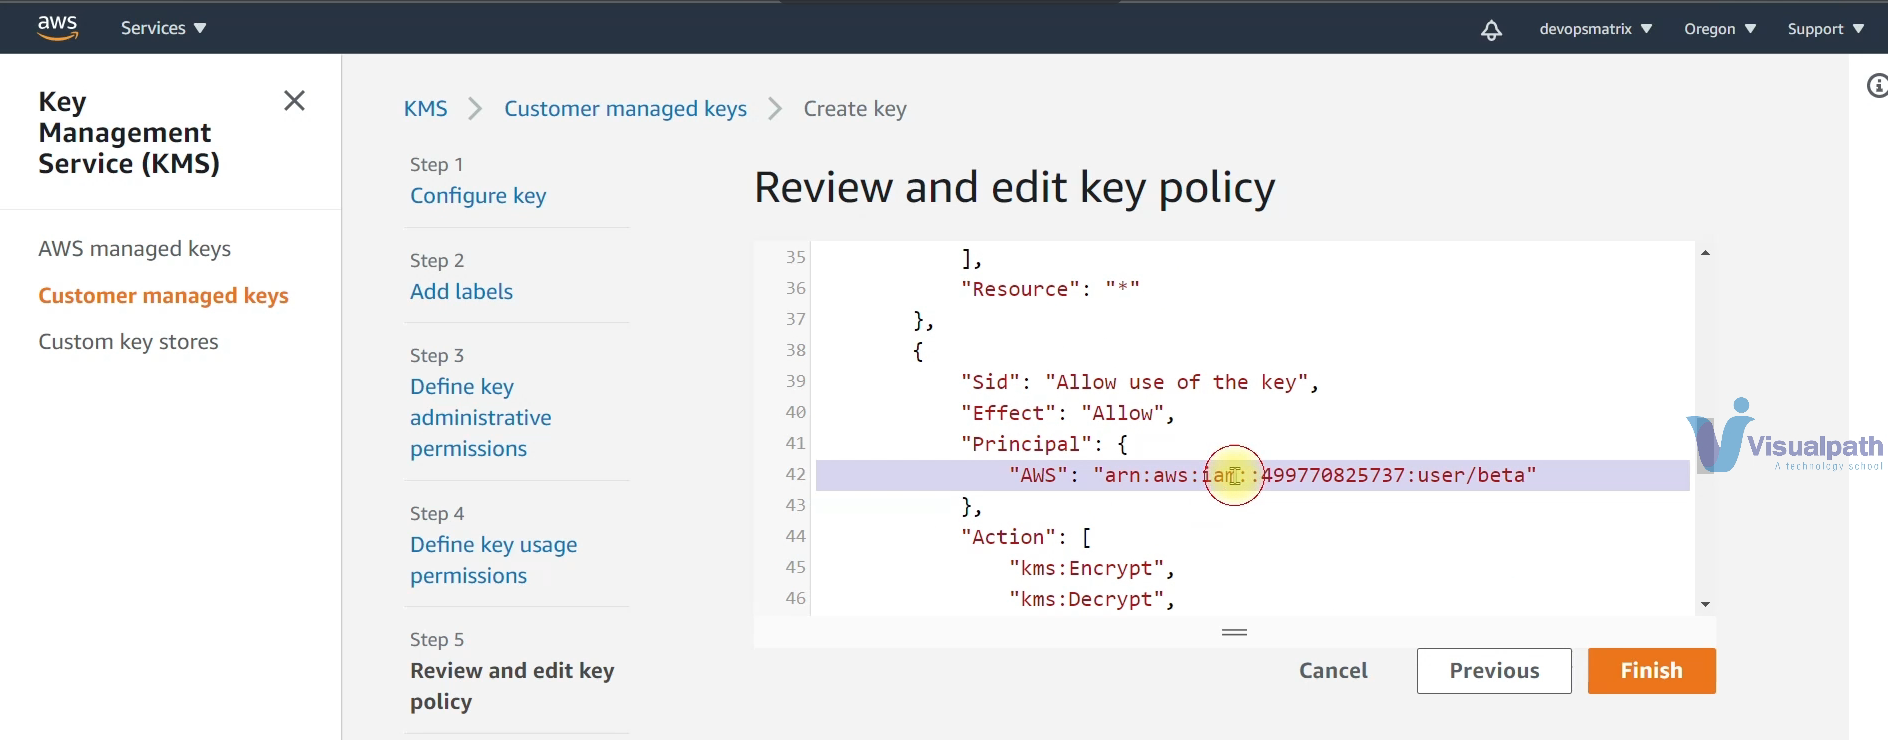 aws
Services
devopsmatrix
Oregon
Support
Key
Management
Service (KMS)
AWS managed keys
Customer managed keys
Custom key stores
KMS
Customer managed keys
Create key
Step 1
Configure key
Step 2
Add labels
Step 3
Define key
administrative
permissions
Step 4
Define key usage
permissions
Step 5
Review and edit key
policy
Review and edit key policy
35 ],
36 "Resource": "*"
37 },
38 {
39 "Sid": "Allow use of the key",
40 "Effect": "Allow",
41 "Principal": {
42 "AWS": "arn:aws:iam::499770825737:user/beta"
43 },
44 "Action": [
45 "kms:Encrypt",
46 "kms:Decrypt",
Cancel
Previous
Finish
Visualpath
A technology school